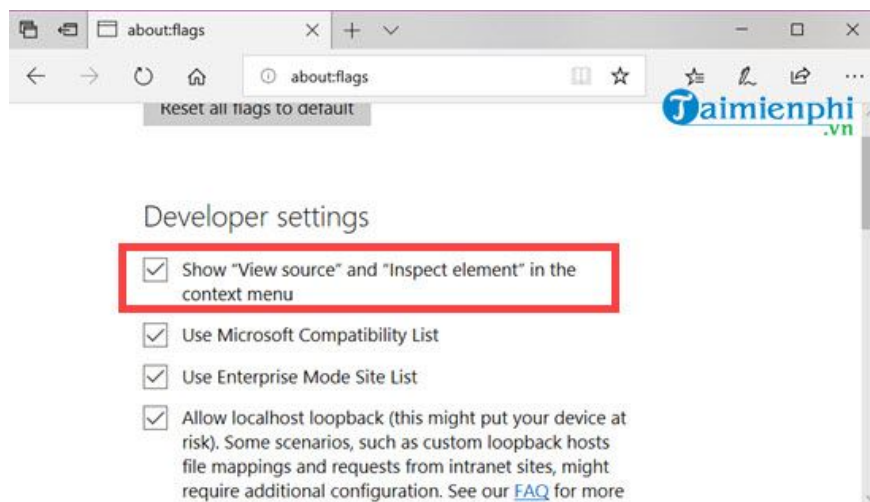 about:flags
about:flags
Reset all flags to default
Taimienphi
.vn
Developer settings
Show “View source” and “Inspect element” in the
context menu
Use Microsoft Compatibility List
Use Enterprise Mode Site List
Allow localhost loopback (this might put your device at
risk). Some scenarios, such as custom loopback hosts
file mappings and requests from intranet sites, might
require additional configuration. See our FAQ for more